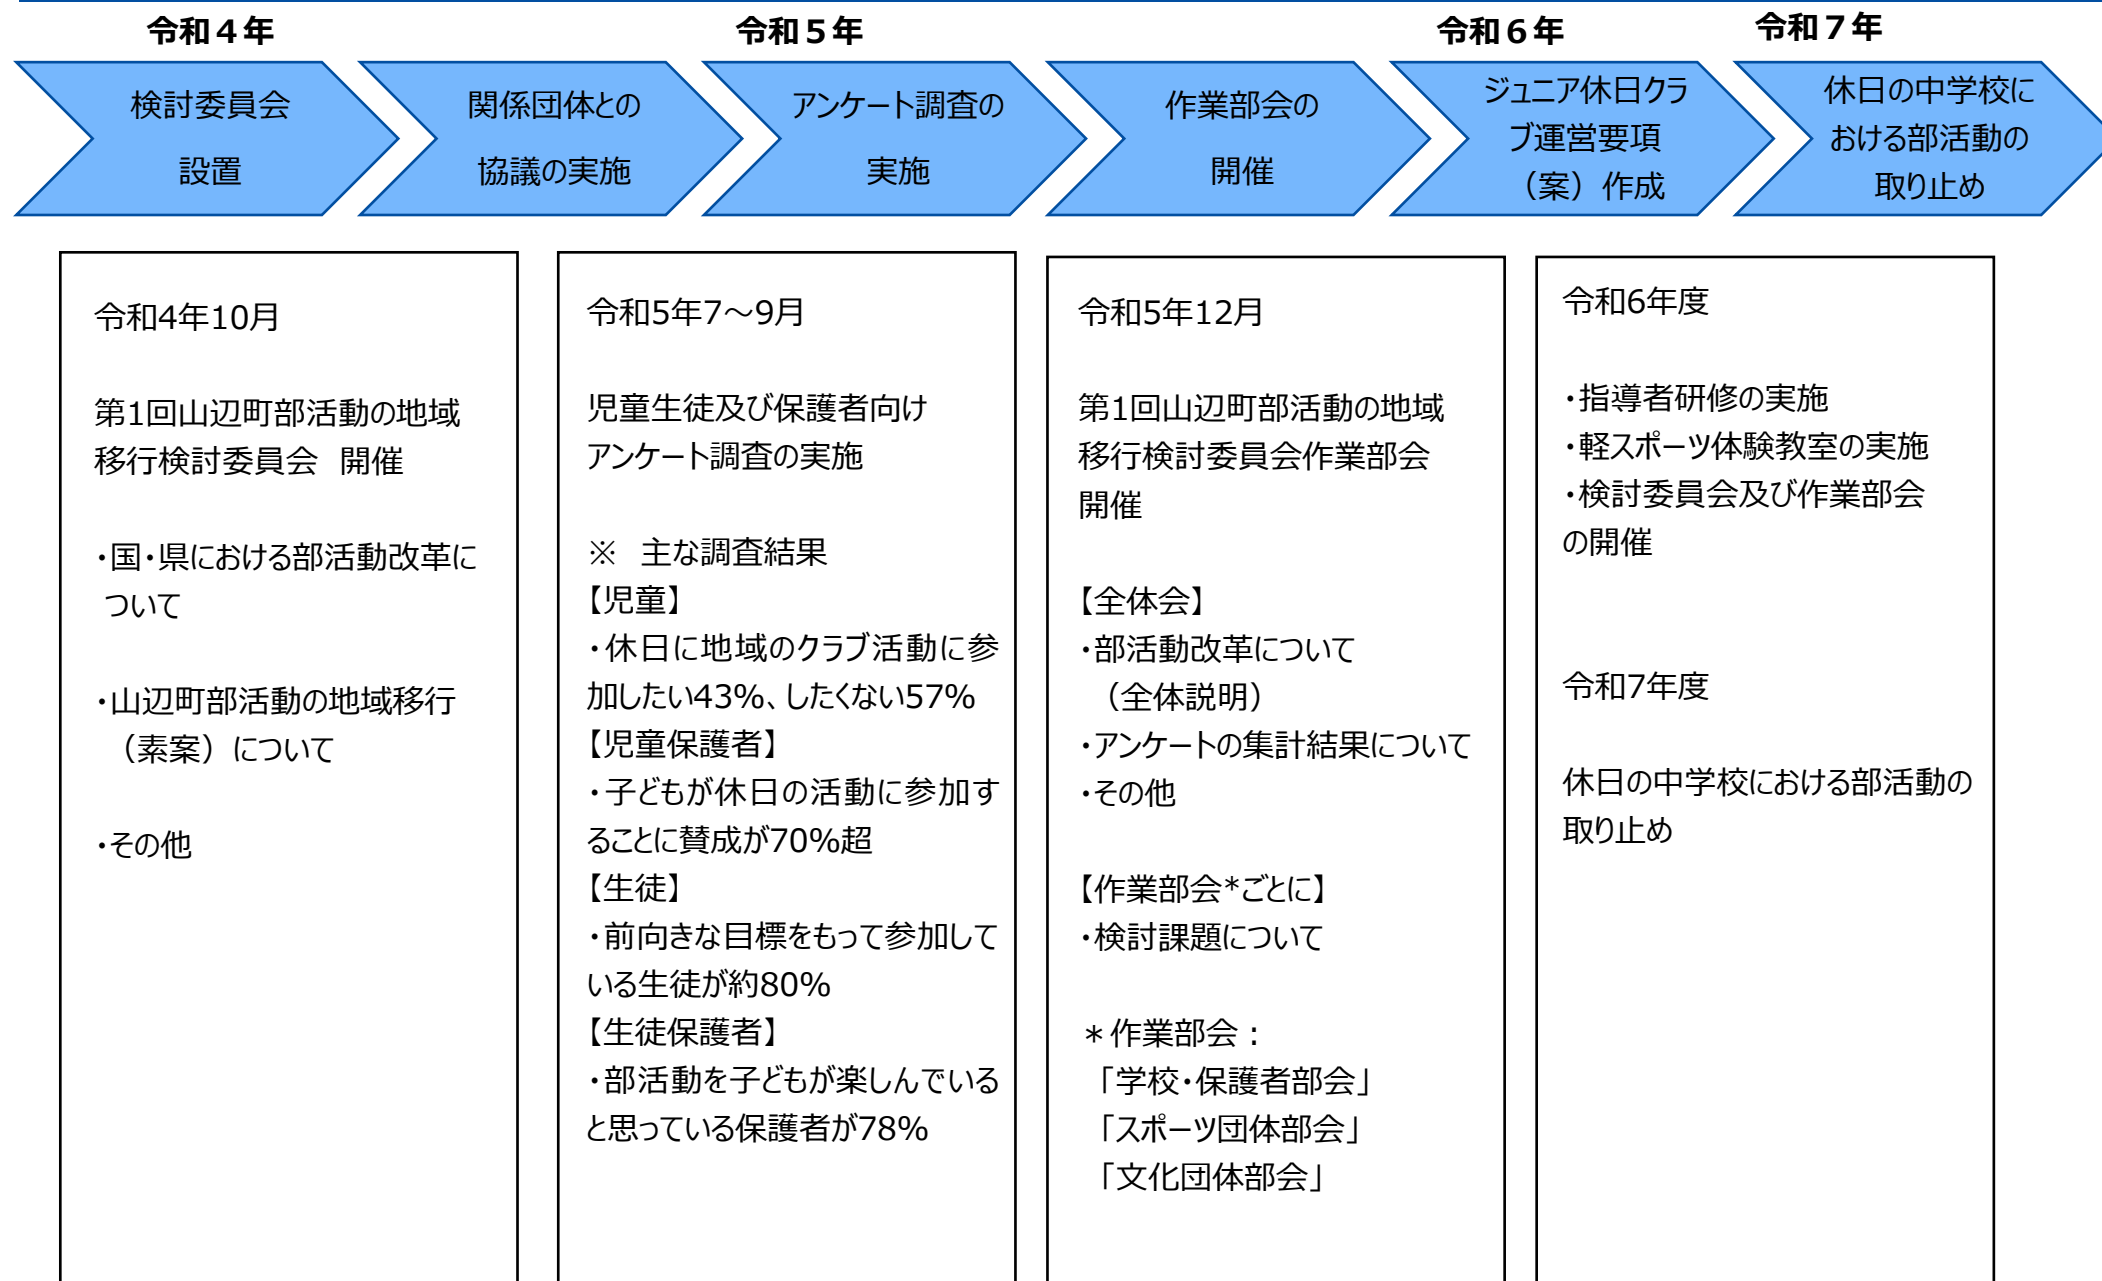 令和４年
令和５年
令和６年
令和７年
検討委員会
設置
関係団体との
協議の実施
アンケート調査の
実施
作業部会の
開催
ジュニア休日クラ
ブ運営要項
（案）作成
休日の中学校に
おける部活動の
取り止め
令和4年10月
第1回山辺町部活動の地域
移行検討委員会　開催
・国・県における部活動改革に
ついて
・山辺町部活動の地域移行
（素案）について
・その他
令和5年7～9月
児童生徒及び保護者向け
アンケート調査の実施
※　主な調査結果
【児童】
・休日に地域のクラブ活動に参
加したい43%、したくない57%
【児童保護者】
・子どもが休日の活動に参加す
ることに賛成が70%超
【生徒】
・前向きな目標をもって参加して
いる生徒が約80%
【生徒保護者】
・部活動を子どもが楽しんでいる
と思っている保護者が78%
令和5年12月
第1回山辺町部活動の地域
移行検討委員会作業部会
開催
【全体会】
・部活動改革について
（全体説明）
・アンケートの集計結果について
・その他
【作業部会*ごとに】
・検討課題について
＊作業部会：
「学校・保護者部会」
「スポーツ団体部会」
「文化団体部会」
令和6年度
・指導者研修の実施
・軽スポーツ体験教室の実施
・検討委員会及び作業部会
の開催
令和7年度
休日の中学校における部活動の
取り止め